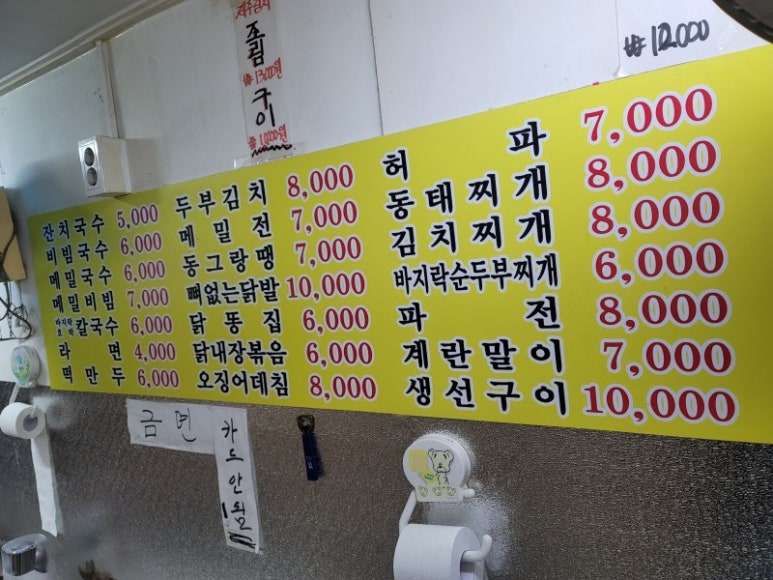 조림
₩13000원
구이
₩12,000
잔치국수 5,000
비빔국수 6,000
메밀국수 6,000
메밀비빔 7,000
칼국수 6,000
라면 4,000
떡만두 6,000
두부김치 8,000
메밀전 7,000
동그랑땡 7,000
뼈없는닭발 10,000
닭똥집 6,000
닭내장볶음 6,000
오징어데침 8,000
허파 7,000
동태찌개 8,000
김치찌개 8,000
바지락순두부찌개 6,000
파전 8,000
계란말이 7,000
생선구이 10,000
금연
카드안됨